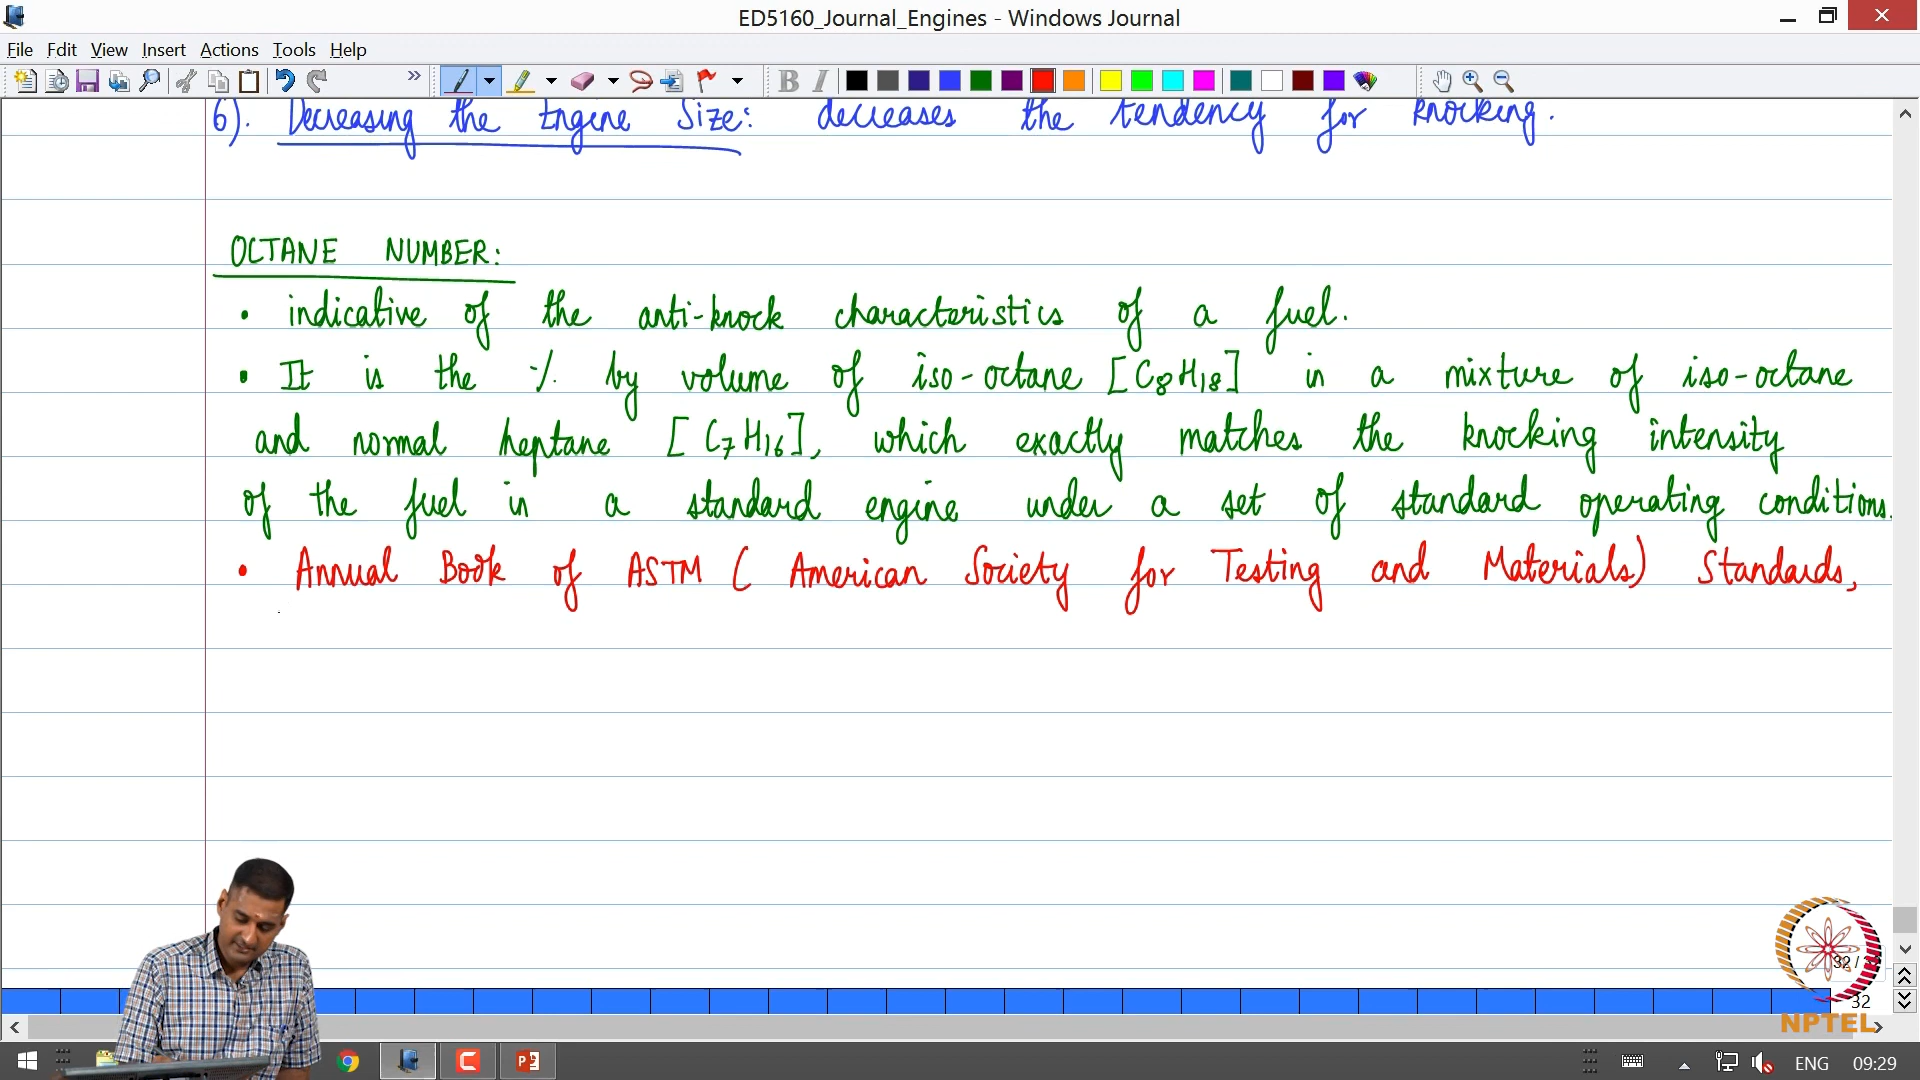 ED5160_Journal_Engines - Windows Journal
File Edit View Insert Actions Tools Help
6). Decreasing the Engine Size: decreases the tendency for knocking.
OCTANE NUMBER:
• indicative of the anti-knock characteristics of a fuel.
• It is the % by volume of iso-octane [C₈H₁₈] in a mixture of iso-octane
and normal heptane [C₇H₁₆], which exactly matches the knocking intensity
of the fuel in a standard engine under a set of standard operating conditions.
• Annual Book of ASTM (American Society for Testing and Materials) Standards,
32 /
32
NPTEL
ENG 09:29